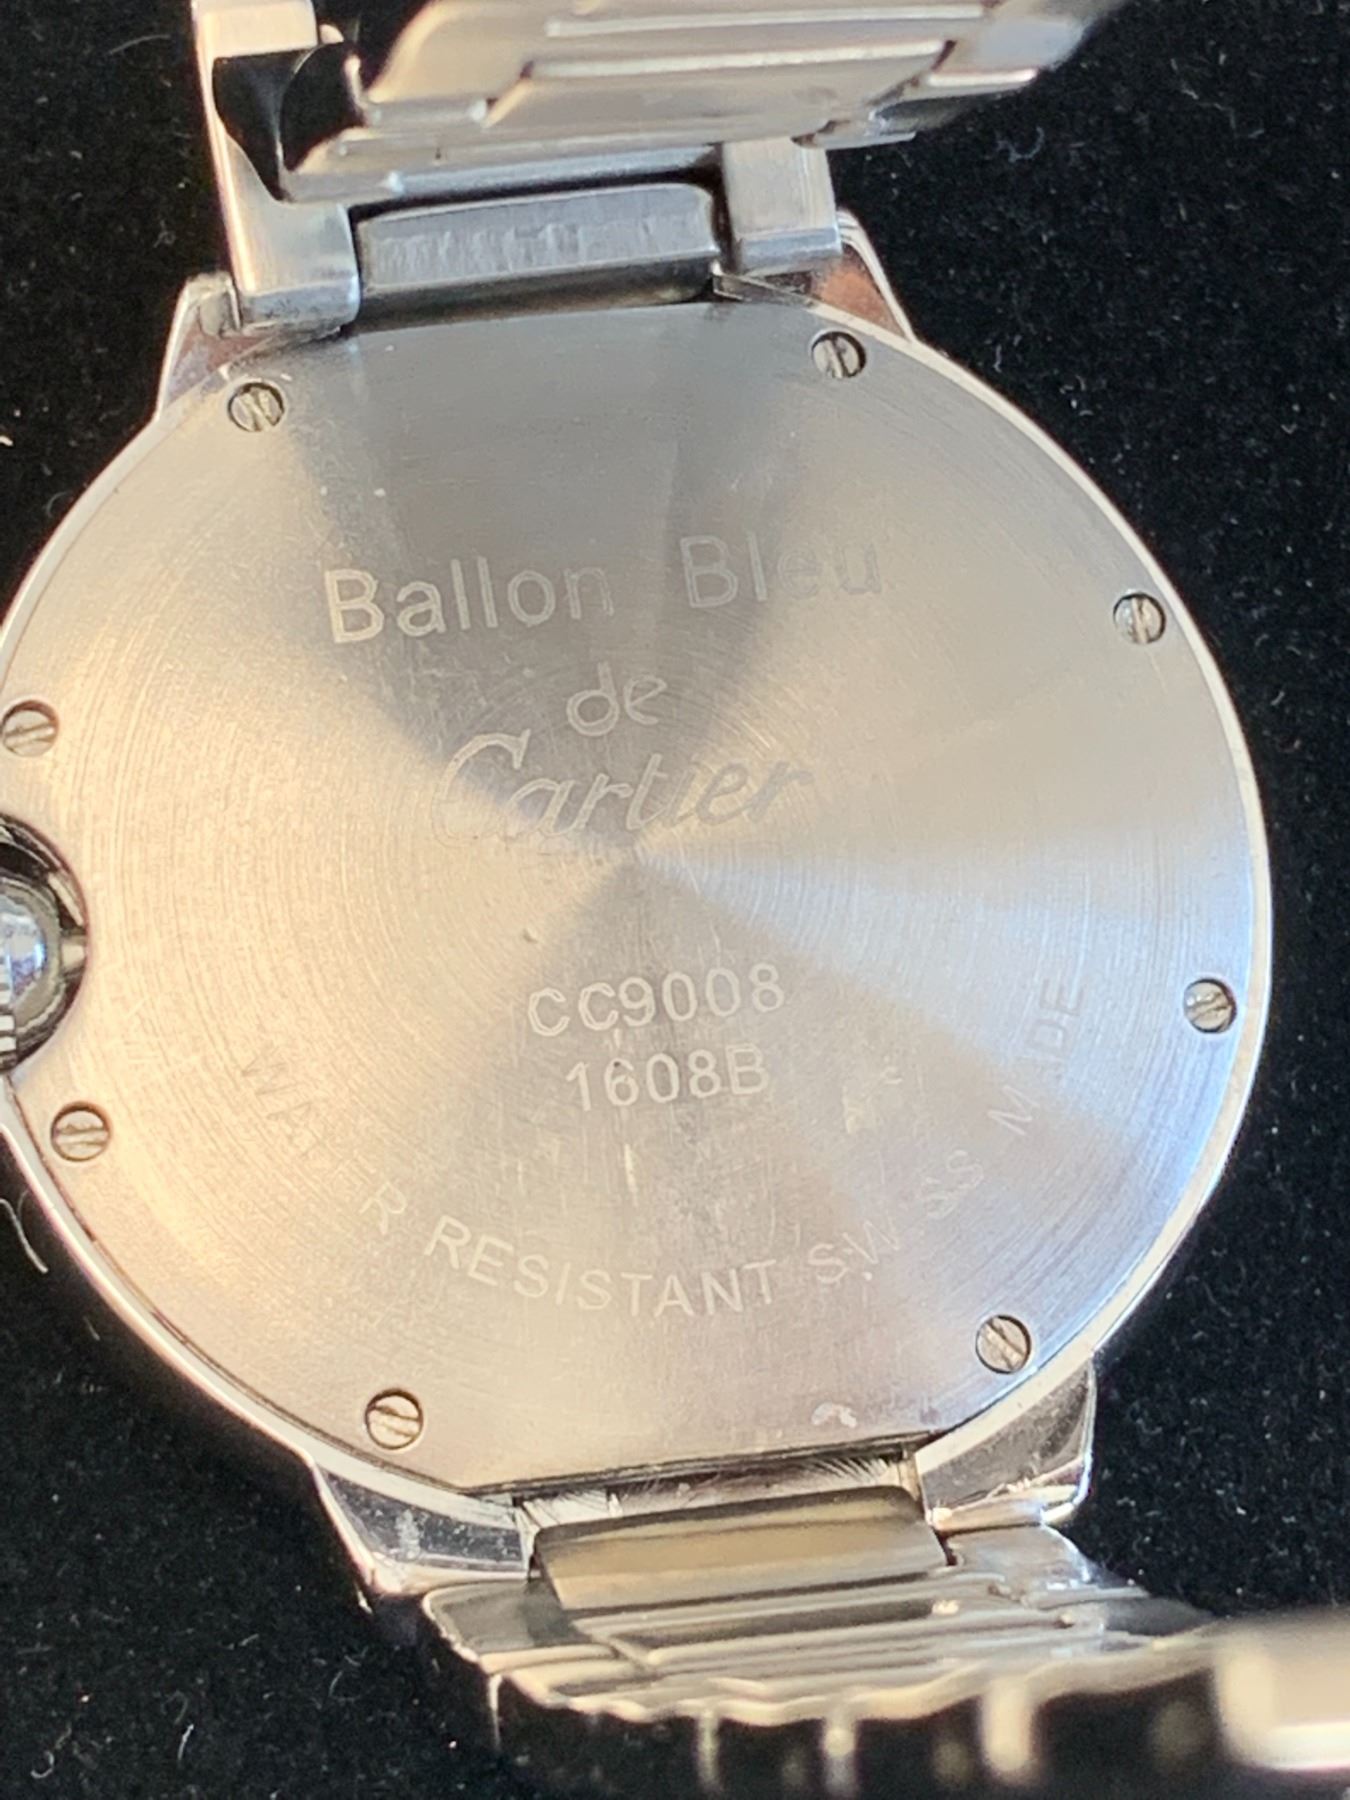 Ballon Bleu
de
Cartier
CC9008
1608B
WATER RESISTANT SWISS MADE